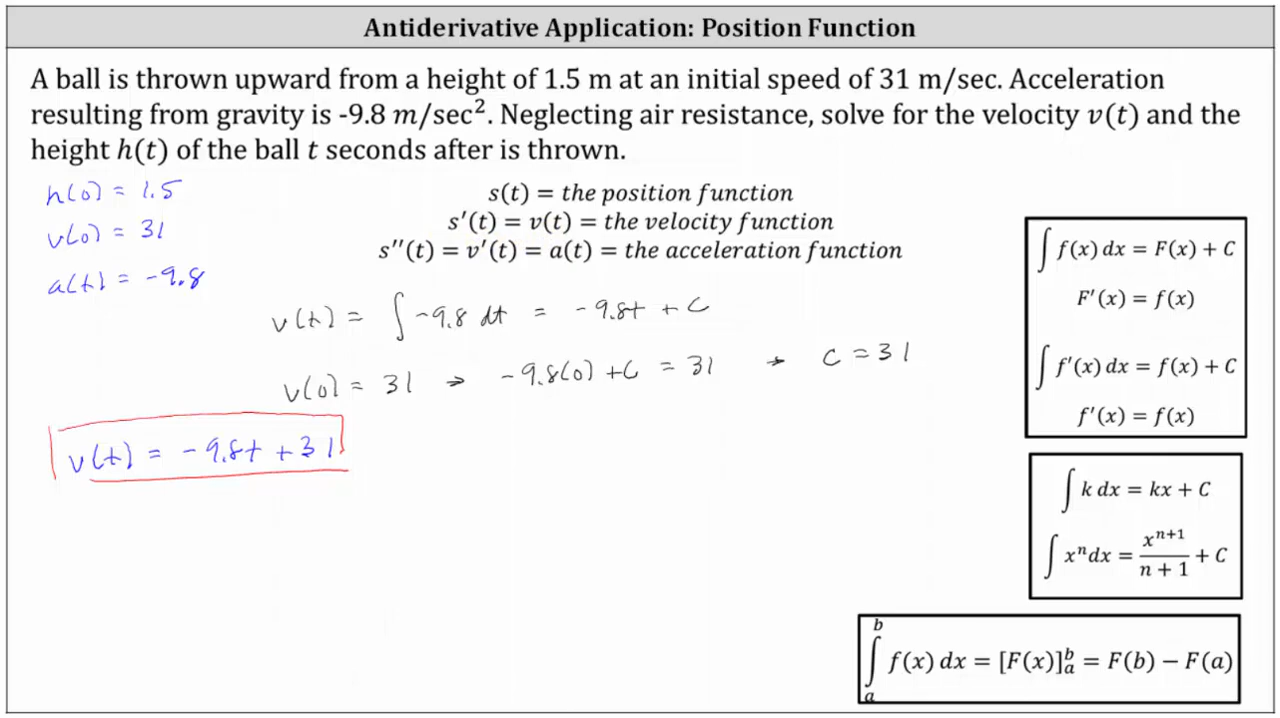 Antiderivative Application: Position Function
A ball is thrown upward from a height of 1.5 m at an initial speed of 31 m/sec. Acceleration
resulting from gravity is -9.8 m/sec². Neglecting air resistance, solve for the velocity v(t) and the
height h(t) of the ball t seconds after is thrown.
h(0) = 1.5
v(0) = 31
a(t) = -9.8
s(t) = the position function
s′(t) = v(t) = the velocity function
s′′(t) = v′(t) = a(t) = the acceleration function
v(t) = ∫ -9.8 dt = -9.8t + C
v(0) = 31 → -9.8(0) + C = 31 → C = 31
v(t) = -9.8t + 31
∫ f(x) dx = F(x) + C
F′(x) = f(x)
∫ f′(x) dx = f(x) + C
f′(x) = f(x)
∫ k dx = kx + C
∫ xⁿdx = xⁿ⁺¹/(n + 1) + C
∫ₐᵇ f(x) dx = [F(x)]ₐᵇ = F(b) − F(a)